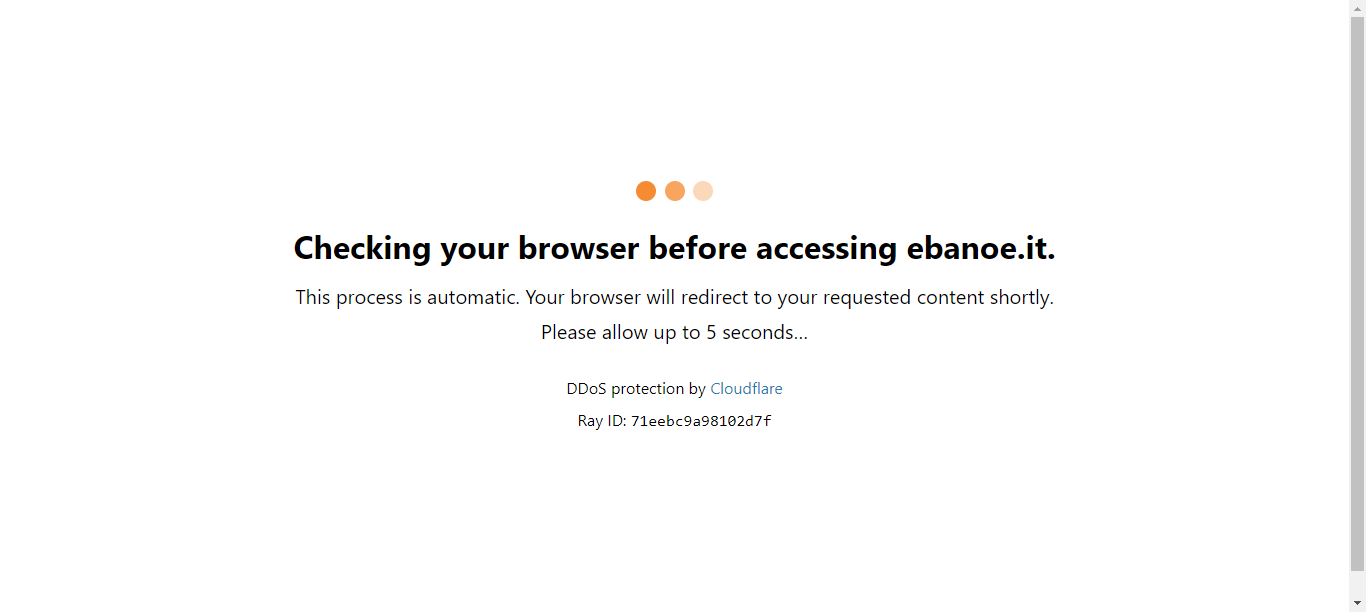 Checking your browser before accessing ebanoe.it.
This process is automatic. Your browser will redirect to your requested content shortly.
Please allow up to 5 seconds...
DDoS protection by Cloudflare
Ray ID: 71eebc9a98102d7f